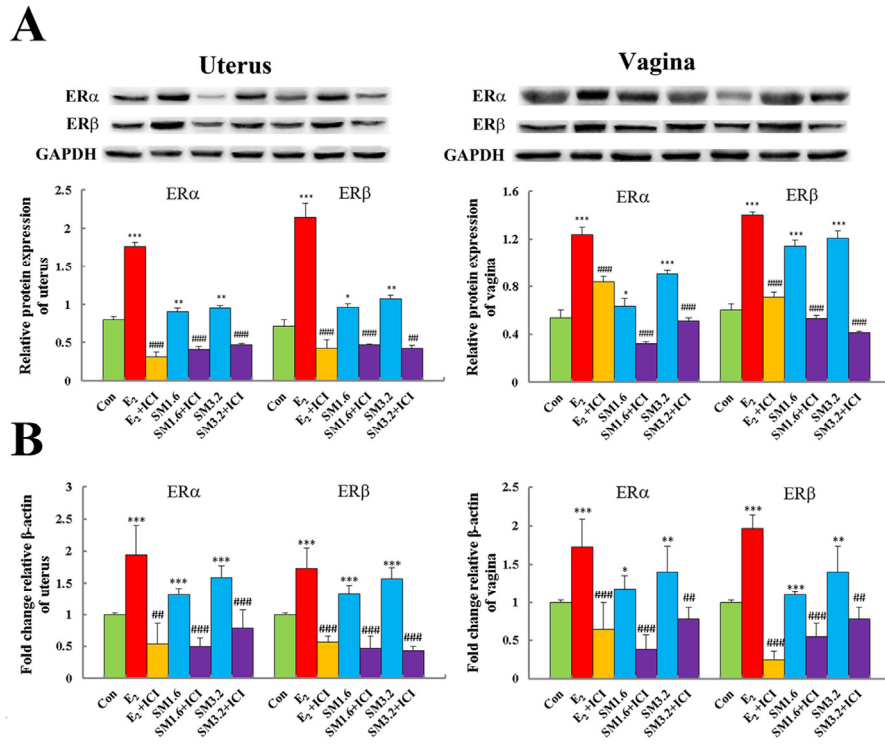 A
Uterus
Vagina
ERα
ERβ
GAPDH
ERα
ERβ
GAPDH
Relative protein expression
of uterus
2.5
2
1.5
1
0.5
0
ERα
ERβ
***
####
**
####
**
####
***
####
*
####
**
##
Con
E₂
E₂+ICI
SM1.6
SM1.6+ICI
SM3.2
SM3.2+ICI
Con
E₂
E₂+ICI
SM1.6
SM1.6+ICI
SM3.2
SM3.2+ICI
Relative protein expression
of vagina
1.6
1.2
0.8
0.4
0
ERα
ERβ
***
####
*
####
***
###
***
####
***
####
***
####
Con
E₂
E₂+ICI
SM1.6
SM1.6+ICI
SM3.2
SM3.2+ICI
Con
E₂
E₂+ICI
SM1.6
SM1.6+ICI
SM3.2
SM3.2+ICI
B
Fold change relative β-actin
of uterus
3
2.5
2
1.5
1
0.5
0
ERα
ERβ
***
##
***
###
***
###
***
###
***
###
***
###
Con
E₂
E₂+ICI
SM1.6
SM1.6+ICI
SM3.2
SM3.2+ICI
Con
E₂
E₂+ICI
SM1.6
SM1.6+ICI
SM3.2
SM3.2+ICI
Fold change relative β-actin
of vagina
2.5
2
1.5
1
0.5
0
ERα
ERβ
***
###
*
###
**
##
***
###
***
###
**
##
Con
E₂
E₂+ICI
SM1.6
SM1.6+ICI
SM3.2
SM3.2+ICI
Con
E₂
E₂+ICI
SM1.6
SM1.6+ICI
SM3.2
SM3.2+ICI